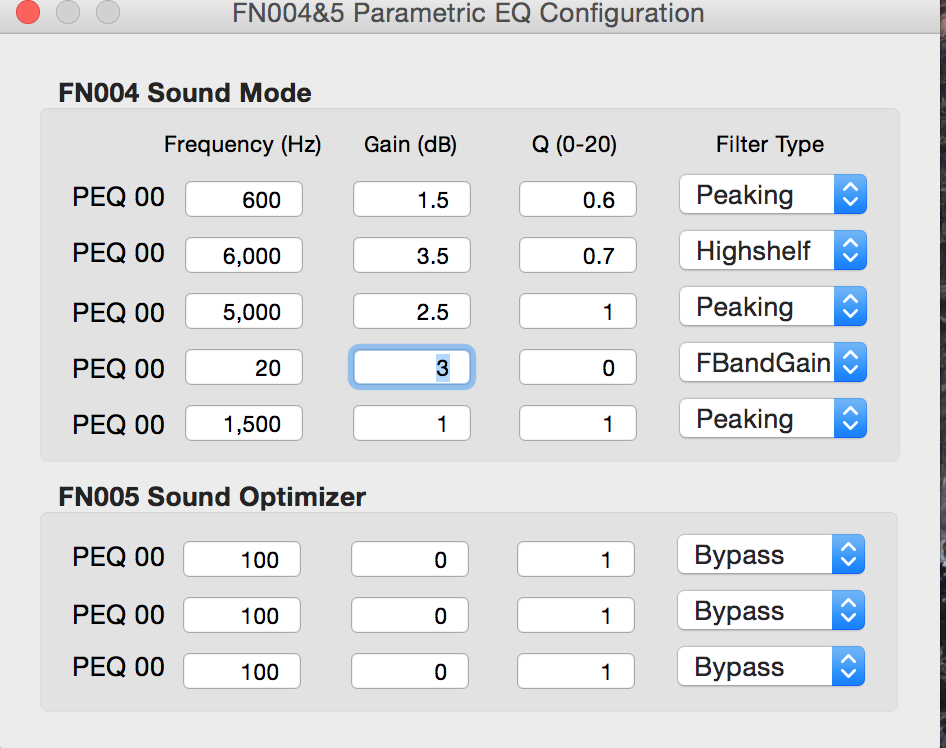 FN004&5 Parametric EQ Configuration
FN004 Sound Mode
Frequency (Hz) Gain (dB) Q (0-20) Filter Type
PEQ 00 600 1.5 0.6 Peaking
PEQ 00 6,000 3.5 0.7 Highshelf
PEQ 00 5,000 2.5 1 Peaking
PEQ 00 20 3 0 FBandGain
PEQ 00 1,500 1 1 Peaking
FN005 Sound Optimizer
PEQ 00 100 0 1 Bypass
PEQ 00 100 0 1 Bypass
PEQ 00 100 0 1 Bypass